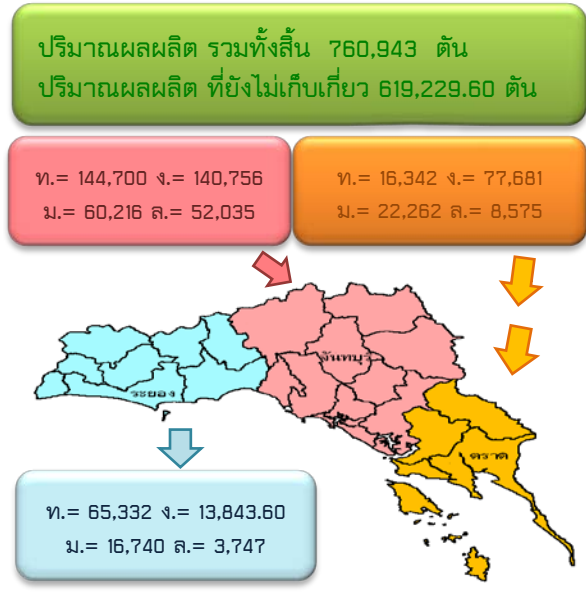 ปริมาณผลผลิต รวมทั้งสิ้น 760,943 ตัน
ปริมาณผลผลิต ที่ยังไม่เก็บเกี่ยว 619,229.60 ตัน
ท.= 144,700 ง.= 140,756
ม.= 60,216 ล.= 52,035
ท.= 16,342 ง.= 77,681
ม.= 22,262 ล.= 8,575
จันทบุรี
ระยอง
ตราด
ท.= 65,332 ง.= 13,843.60
ม.= 16,740 ล.= 3,747